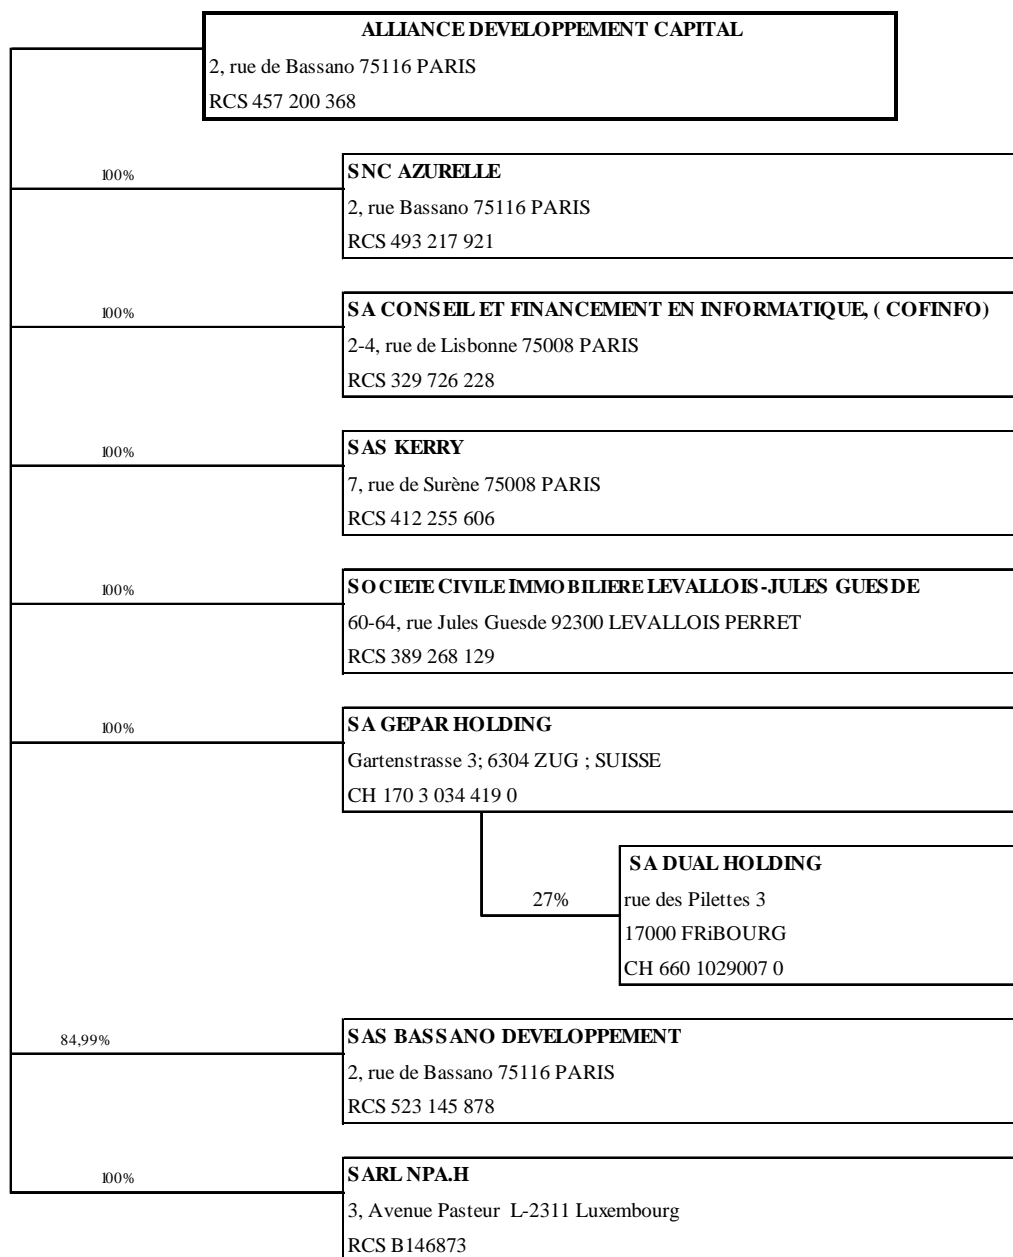 ALLIANCE DEVELOPPEMENT CAPITAL
2, rue de Bassano 75116 PARIS
RCS 457 200 368
100%
SNC AZURELLE
2, rue Bassano 75116 PARIS
RCS 493 217 921
100%
SA CONSEIL ET FINANCEMENT EN INFORMATIQUE, ( COFINFO)
2-4, rue de Lisbonne 75008 PARIS
RCS 329 726 228
100%
SAS KERRY
7, rue de Surène 75008 PARIS
RCS 412 255 606
100%
SOCIETE CIVILE IMMOBILIERE LEVALLOIS-JULES GUESDE
60-64, rue Jules Guesde 92300 LEVALLOIS PERRET
RCS 389 268 129
100%
SA GEPAR HOLDING
Gartenstrasse 3; 6304 ZUG ; SUISSE
CH 170 3 034 419 0
27%
SA DUAL HOLDING
rue des Pilettes 3
17000 FRiBOURG
CH 660 1029007 0
84,99%
SAS BASSANO DEVELOPPEMENT
2, rue de Bassano 75116 PARIS
RCS 523 145 878
100%
SARL NPA.H
3, Avenue Pasteur L-2311 Luxembourg
RCS B146873